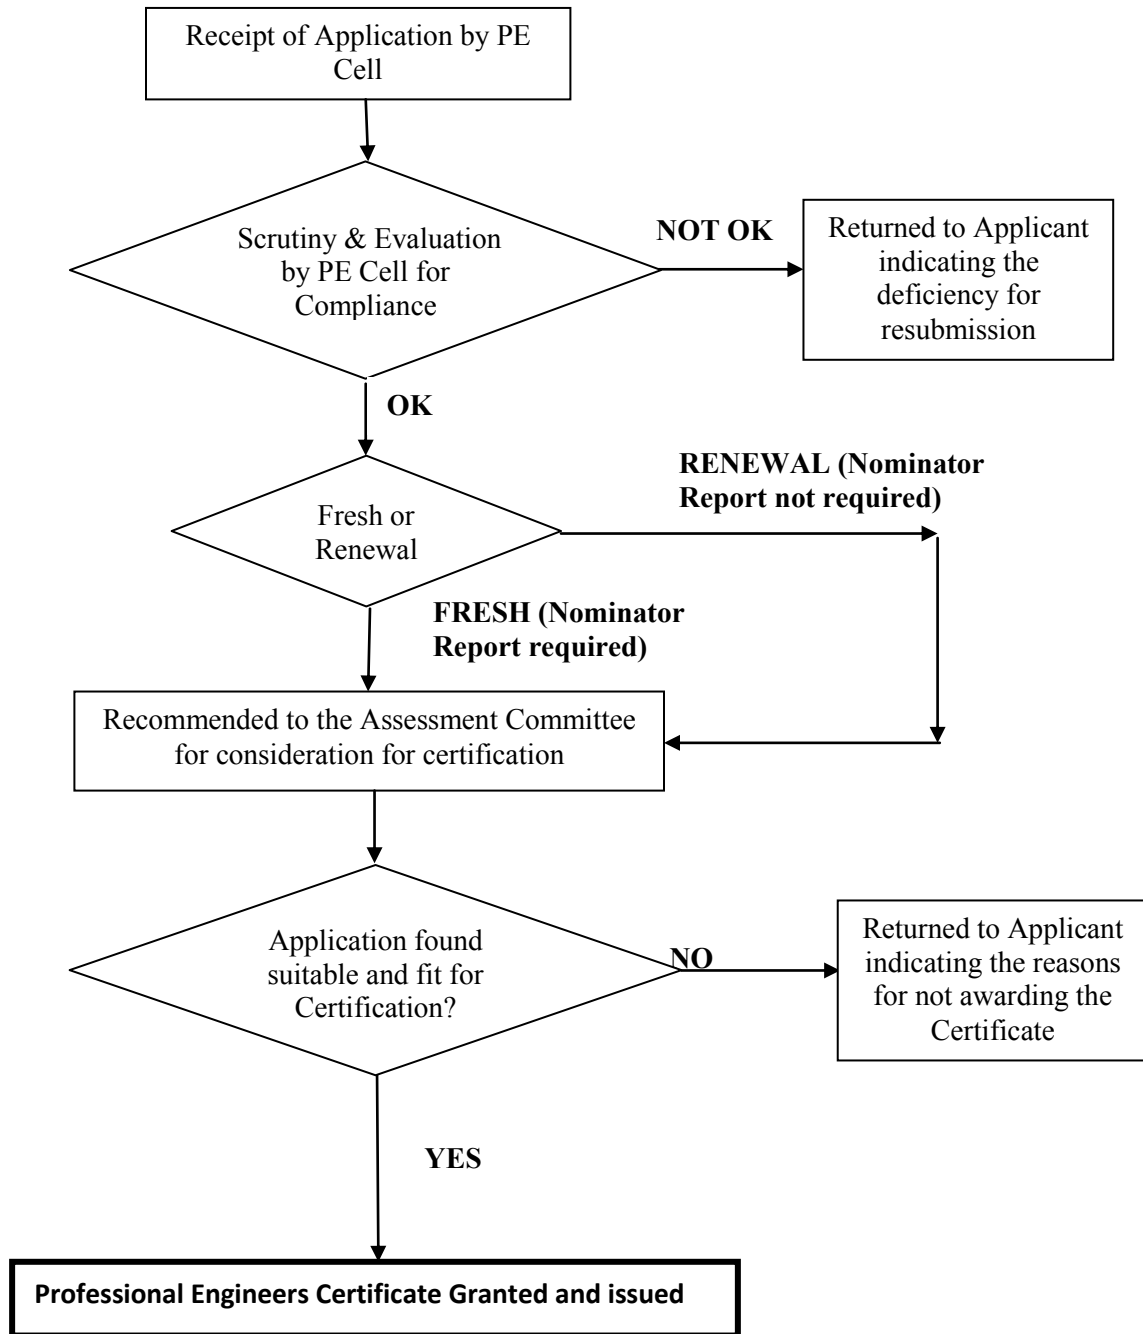 Receipt of Application by PE
Cell
Scrutiny & Evaluation
by PE Cell for
Compliance
NOT OK
Returned to Applicant
indicating the
deficiency for
resubmission
OK
Fresh or
Renewal
RENEWAL (Nominator
Report not required)
FRESH (Nominator
Report required)
Recommended to the Assessment Committee
for consideration for certification
Application found
suitable and fit for
Certification?
NO
Returned to Applicant
indicating the reasons
for not awarding the
Certificate
YES
Professional Engineers Certificate Granted and issued